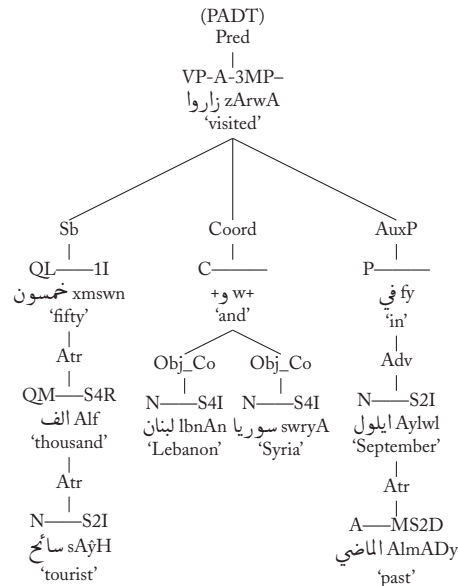 (PADT)
Pred
VP-A-3MP–
زاروا zArwA
‘visited’
Sb Coord AuxP
QL——1I C——— P———
خمسون xmswn +و w+ في fy
‘fifty’ ‘and’ ‘in’
Atr Obj_Co Obj_Co Adv
QM—–S4R N——S4I N——S4I N——S2I
الف Alf لبنان lbnAn سوريا swryA ايلول Aylwl
‘thousand’ ‘Lebanon’ ‘Syria’ ‘September’
Atr Atr
N——S2I A—–MS2D
سائح sAŷH الماضي AlmADy
‘tourist’ ‘past’